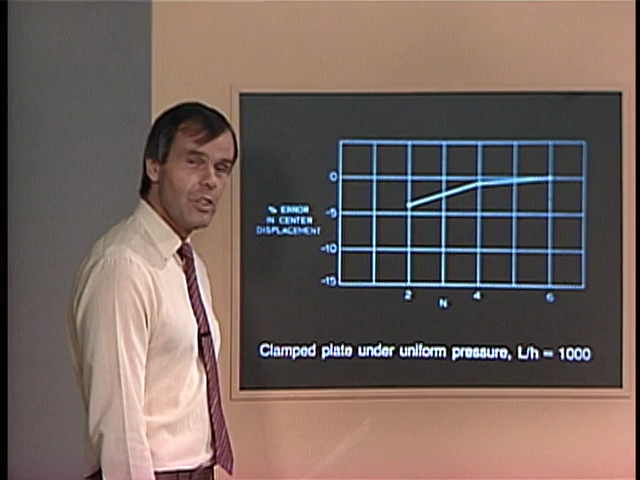 0
-5
-10
-15
% ERROR
IN CENTER
DISPLACEMENT
2 4 6
N
Clamped plate under uniform pressure, L/h = 1000